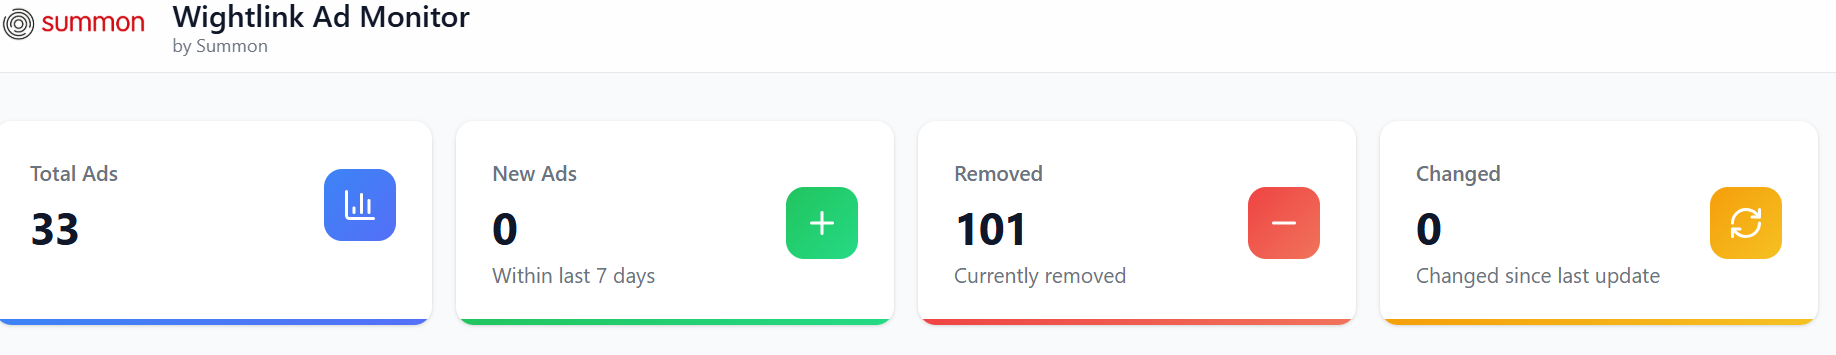 summon
Wightlink Ad Monitor
by Summon
Total Ads
33
New Ads
0
Within last 7 days
Removed
101
Currently removed
Changed
0
Changed since last update